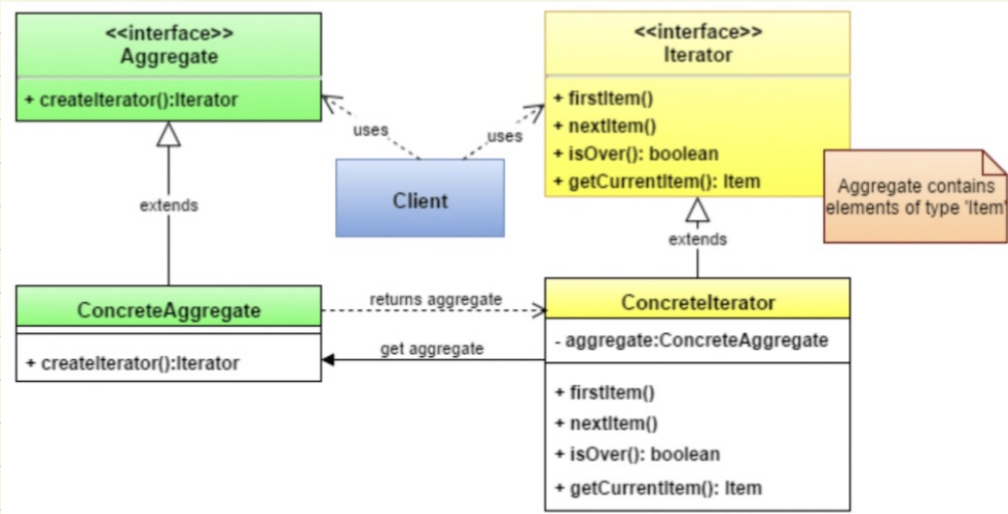 <<interface>>
Aggregate
+ createIterator():Iterator
<<interface>>
Iterator
+ firstItem()
+ nextItem()
+ isOver(): boolean
+ getCurrentItem(): Item
uses
uses
Client
Aggregate contains
elements of type 'Item'
extends
extends
ConcreteAggregate
+ createIterator():Iterator
returns aggregate
get aggregate
ConcreteIterator
- aggregate:ConcreteAggregate
+ firstItem()
+ nextItem()
+ isOver(): boolean
+ getCurrentItem(): Item